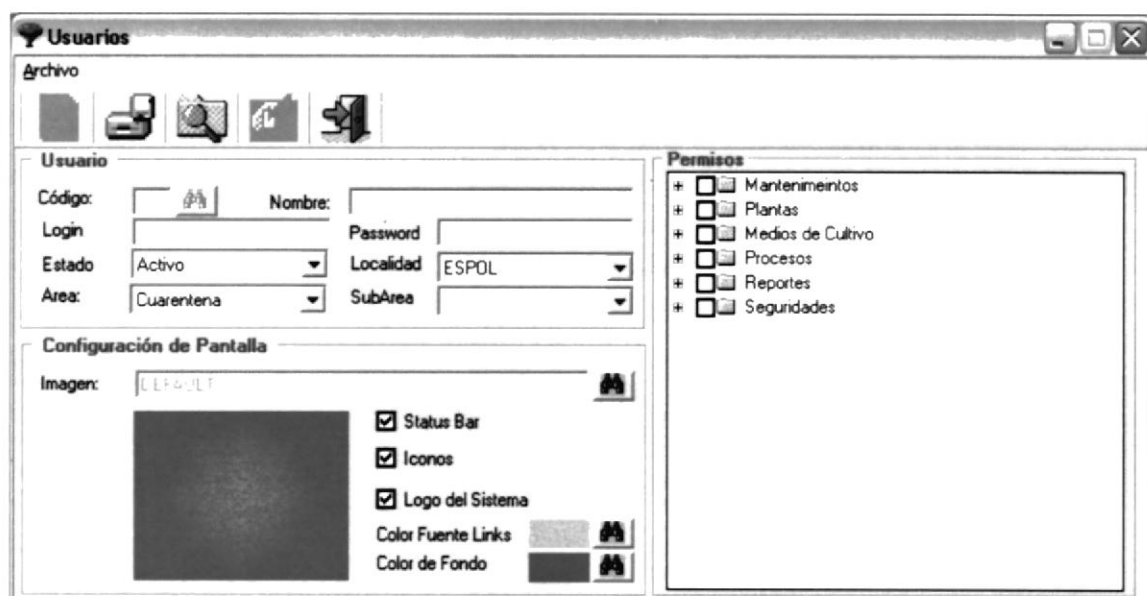 Usuarios
Archivo
Usuario
Código:
Nombre:
Login
Password
Estado
Activo
Localidad
ESPOL
Area:
Cuarentena
SubArea
Configuración de Pantalla
Imagen:
DEFAULT
Status Bar
Iconos
Logo del Sistema
Color Fuente Links
Color de Fondo
Permisos
Mantenimeintos
Plantas
Medios de Cultivo
Procesos
Reportes
Seguridades